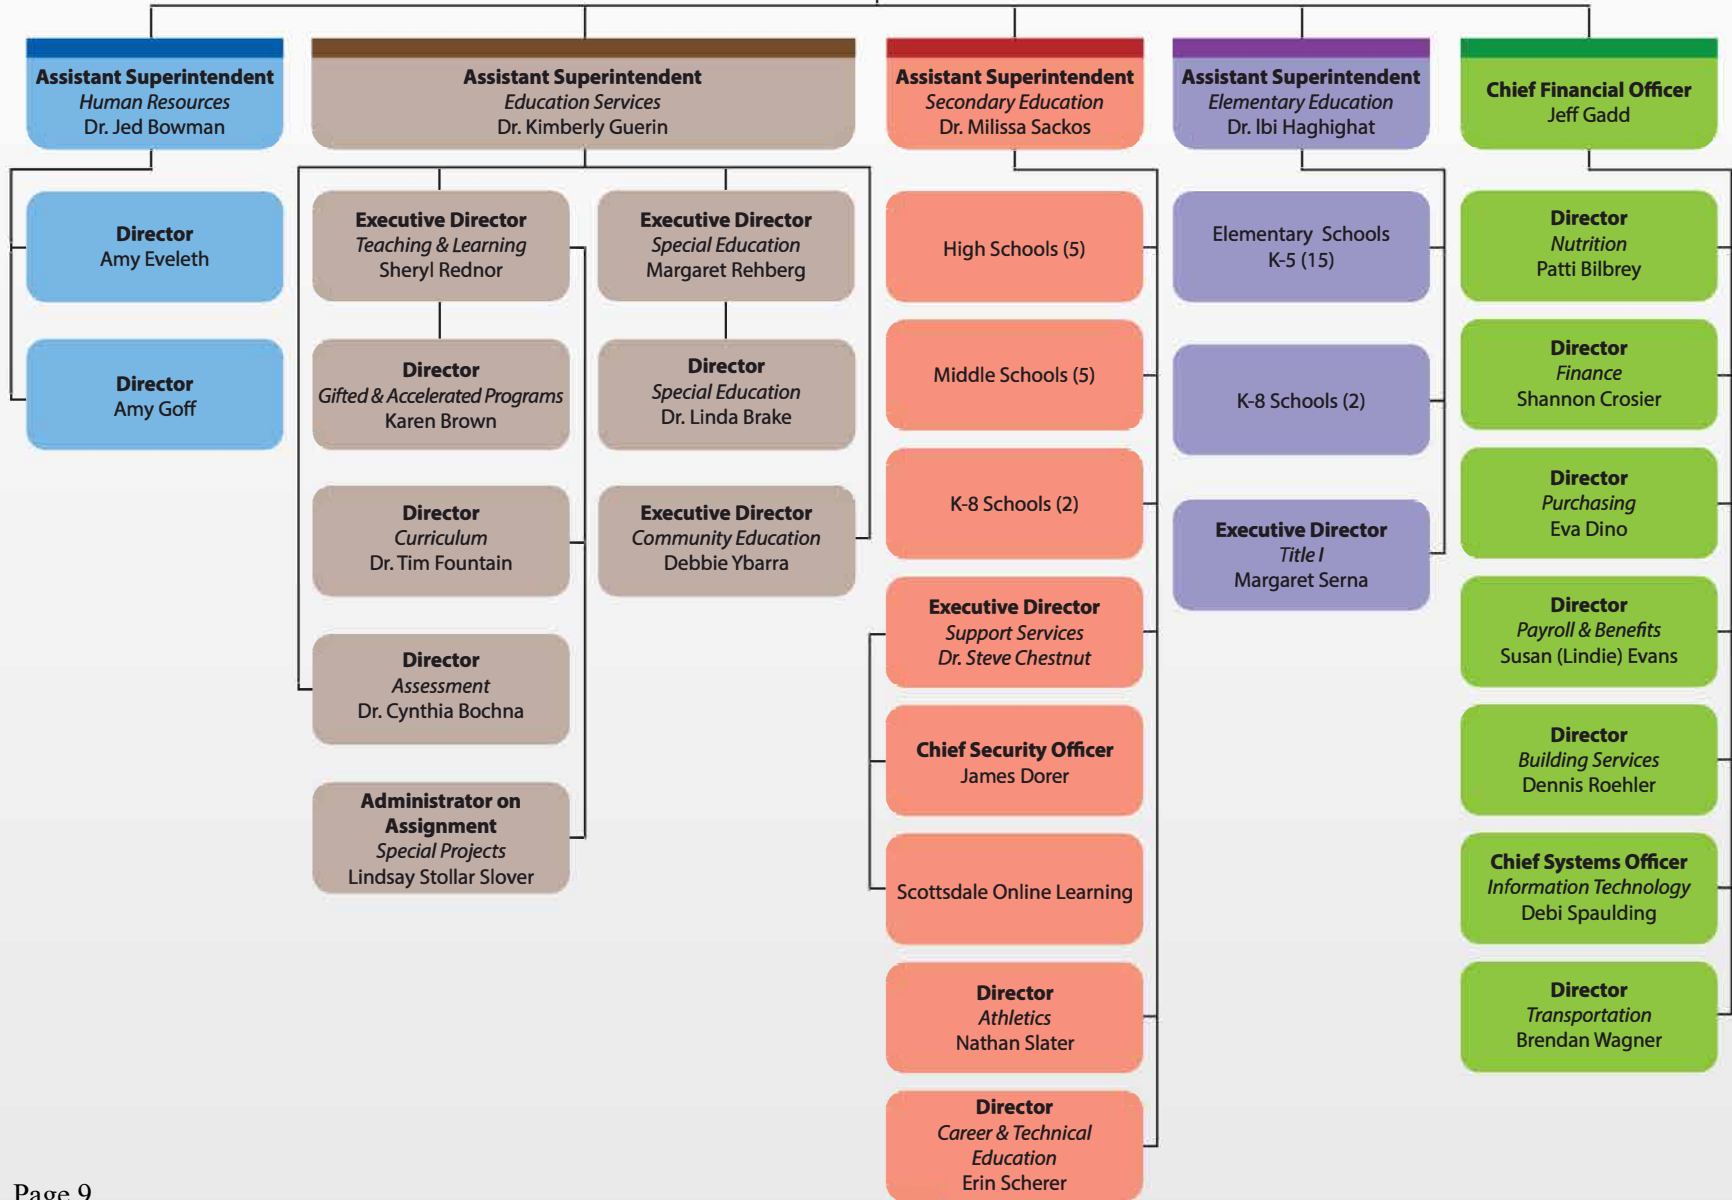 Assistant Superintendent
Human Resources
Dr. Jed Bowman
Director
Amy Eveleth
Director
Amy Goff
Assistant Superintendent
Education Services
Dr. Kimberly Guerin
Executive Director
Teaching & Learning
Sheryl Rednor
Director
Gifted & Accelerated Programs
Karen Brown
Director
Curriculum
Dr. Tim Fountain
Director
Assessment
Dr. Cynthia Bochna
Administrator on
Assignment
Special Projects
Lindsay Stollar Slover
Executive Director
Special Education
Margaret Rehberg
Director
Special Education
Dr. Linda Brake
Executive Director
Community Education
Debbie Ybarra
Assistant Superintendent
Secondary Education
Dr. Milissa Sackos
High Schools (5)
Middle Schools (5)
K-8 Schools (2)
Executive Director
Support Services
Dr. Steve Chestnut
Chief Security Officer
James Dorer
Scottsdale Online Learning
Director
Athletics
Nathan Slater
Director
Career & Technical
Education
Erin Scherer
Assistant Superintendent
Elementary Education
Dr. Ibi Haghighat
Elementary Schools
K-5 (15)
K-8 Schools (2)
Executive Director
Title I
Margaret Serna
Chief Financial Officer
Jeff Gadd
Director
Nutrition
Patti Bilbrey
Director
Finance
Shannon Crosier
Director
Purchasing
Eva Dino
Director
Payroll & Benefits
Susan (Lindie) Evans
Director
Building Services
Dennis Roehler
Chief Systems Officer
Information Technology
Debi Spaulding
Director
Transportation
Brendan Wagner
Page 9